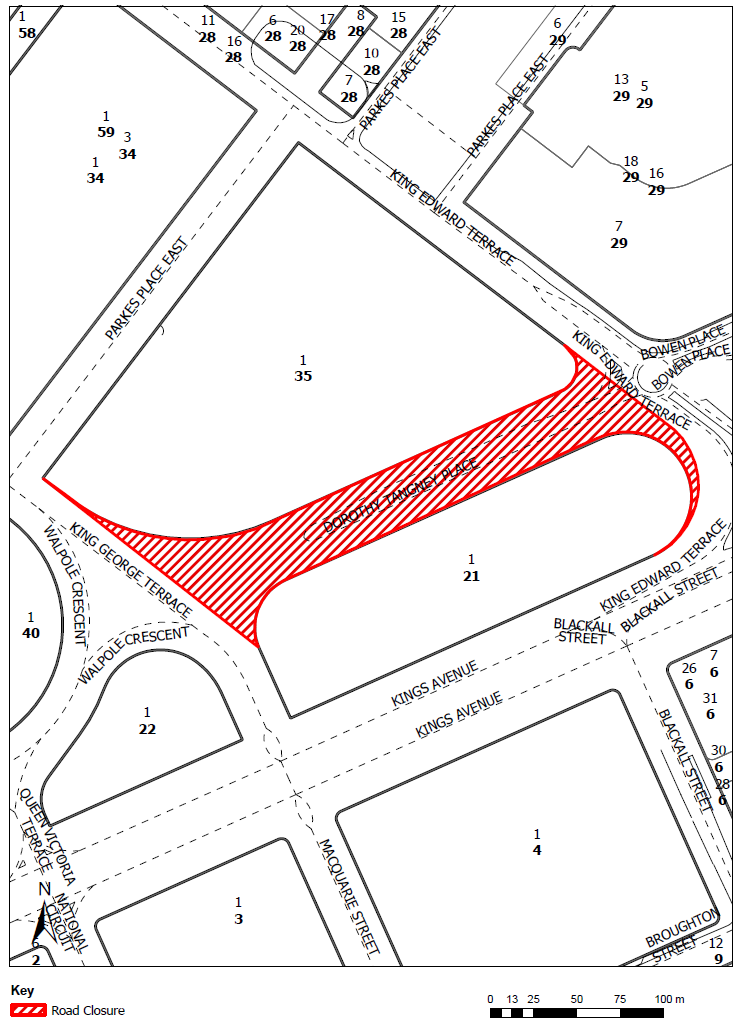 1
58
11
28
16
28
6
28
20
28
17
28
8
28
15
28
10
28
7
28
6
29
13
29
5
29
18
29
16
29
7
29
1
59
3
34
1
34
PARKES PLACE EAST
PARKES PLACE EAST
PARKES PLACE EAST
KING EDWARD TERRACE
KING EDWARD TERRACE
BOWEN PLACE
BOWEN PLACE
1
35
DOROTHY TANGNEY PLACE
KING GEORGE TERRACE
WALPOLE CRESCENT
WALPOLE CRESCENT
1
40
1
21
KING EDWARD TERRACE
BLACKALL STREET
BLACKALL
STREET
KINGS AVENUE
KINGS AVENUE
1
22
26
6
7
6
31
6
30
6
28
6
BLACKALL STREET
QUEEN VICTORIA
TERRACE
1
4
1
3
MACQUARIE STREET
NATIONAL
CIRCUIT
BROUGHTON
STREET
12
9
N
6
2
Key
Road Closure
0 13 25 50 75 100 m